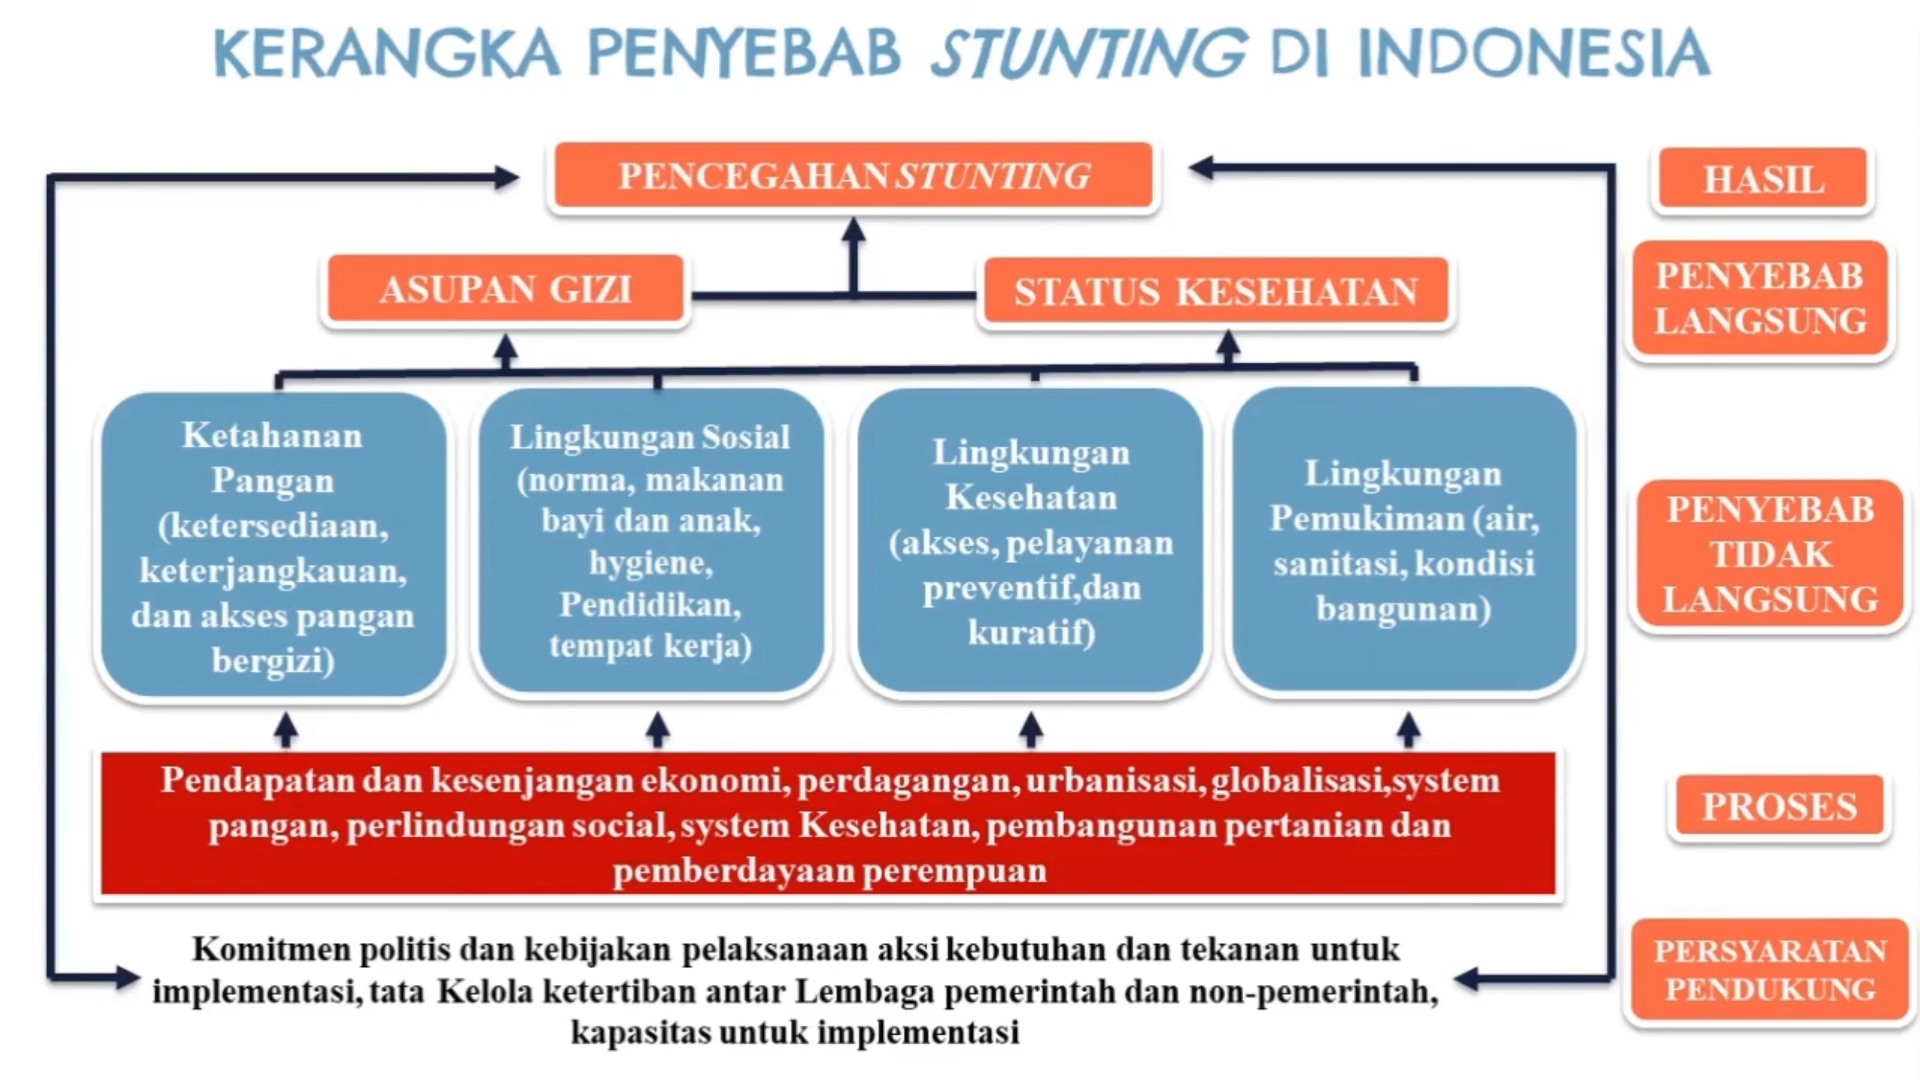 KERANGKA PENYEBAB STUNTING DI INDONESIA
PENCEGAHAN STUNTING
HASIL
ASUPAN GIZI
STATUS KESEHATAN
PENYEBAB
LANGSUNG
Ketahanan
Pangan
(ketersediaan,
keterjangkauan,
dan akses pangan
bergizi)
Lingkungan Sosial
(norma, makanan
bayi dan anak,
hygiene,
Pendidikan,
tempat kerja)
Lingkungan
Kesehatan
(akses, pelayanan
preventif,dan
kuratif)
Lingkungan
Pemukiman (air,
sanitasi, kondisi
bangunan)
PENYEBAB
TIDAK
LANGSUNG
Pendapatan dan kesenjangan ekonomi, perdagangan, urbanisasi, globalisasi,system
pangan, perlindungan social, system Kesehatan, pembangunan pertanian dan
pemberdayaan perempuan
PROSES
Komitmen politis dan kebijakan pelaksanaan aksi kebutuhan dan tekanan untuk
implementasi, tata Kelola ketertiban antar Lembaga pemerintah dan non-pemerintah,
kapasitas untuk implementasi
PERSYARATAN
PENDUKUNG